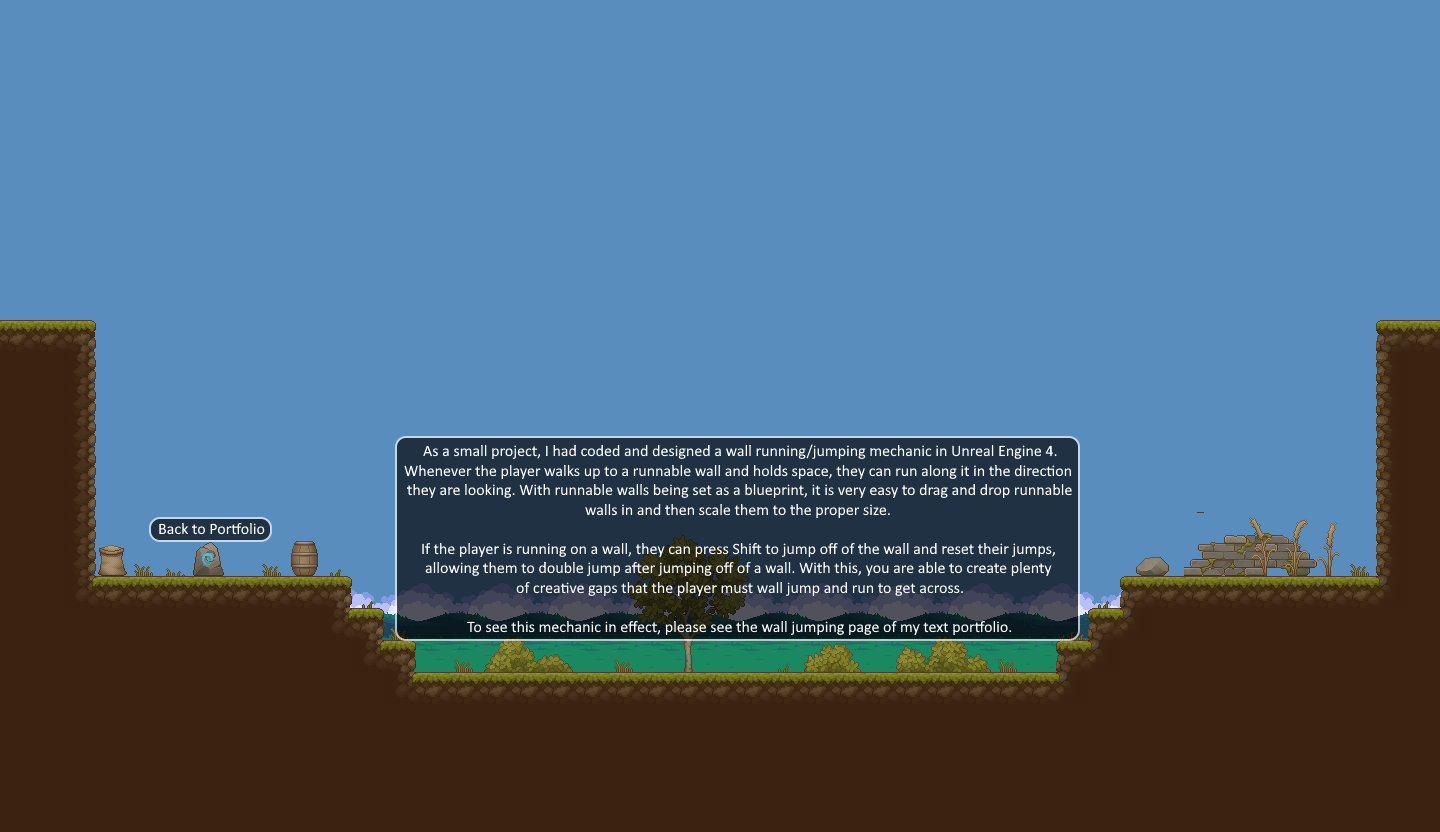 As a small project, I had coded and designed a wall running/jumping mechanic in Unreal Engine 4.
Whenever the player walks up to a runnable wall and holds space, they can run along it in the direction
they are looking. With runnable walls being set as a blueprint, it is very easy to drag and drop runnable
walls in and then scale them to the proper size.
Back to Portfolio
If the player is running on a wall, they can press Shift to jump off of the wall and reset their jumps,
allowing them to double jump after jumping off of a wall. With this, you are able to create plenty
of creative gaps that the player must wall jump and run to get across.
To see this mechanic in effect, please see the wall jumping page of my text portfolio.